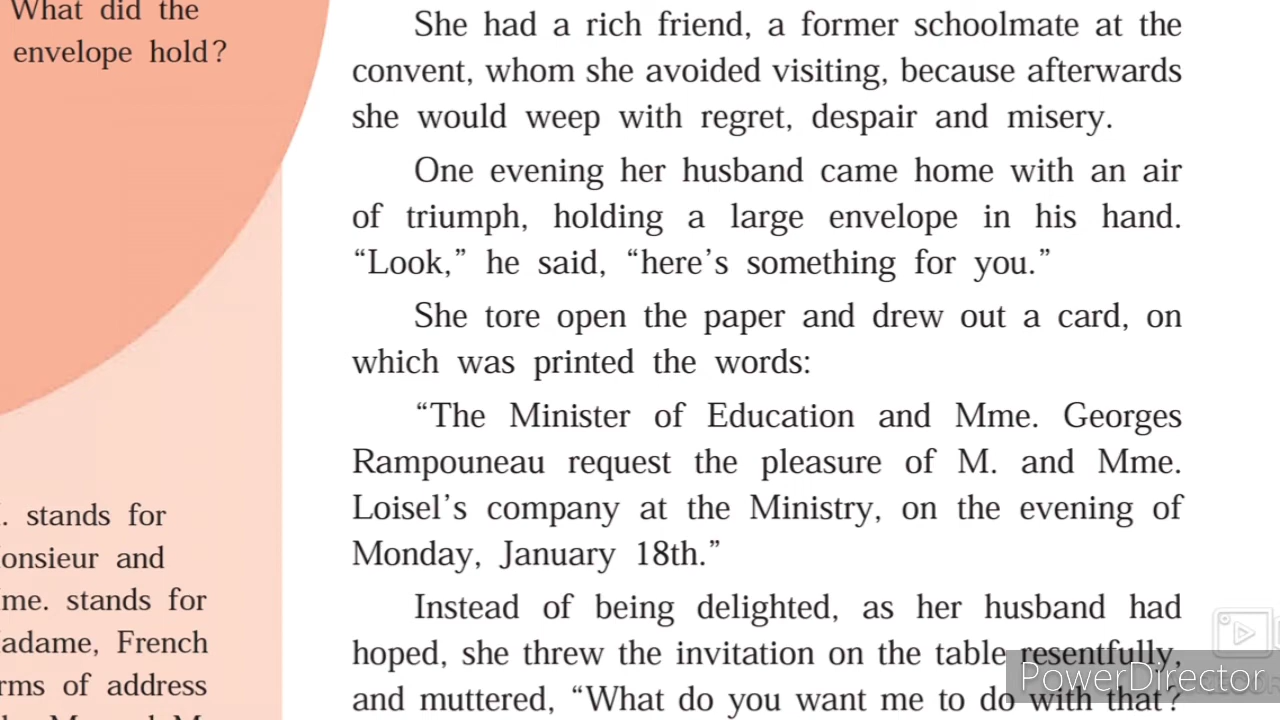 What did the
envelope hold?
She had a rich friend, a former schoolmate at the
convent, whom she avoided visiting, because afterwards
she would weep with regret, despair and misery.
One evening her husband came home with an air
of triumph, holding a large envelope in his hand.
“Look,” he said, “here’s something for you.”
She tore open the paper and drew out a card, on
which was printed the words:
“The Minister of Education and Mme. Georges
Rampouneau request the pleasure of M. and Mme.
Loisel’s company at the Ministry, on the evening of
Monday, January 18th.”
Instead of being delighted, as her husband had
hoped, she threw the invitation on the table resentfully,
and muttered, “What do you want me to do with that?
. stands for
onsieur and
me. stands for
adame, French
rms of address
PowerDirector